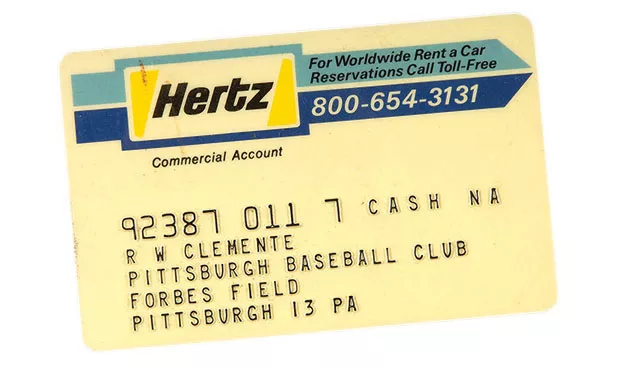 For Worldwide Rent a Car
Reservations Call Toll-Free
Hertz
800-654-3131
Commercial Account
92387 011 7 CASH NA
R W CLEMENTE
PITTSBURGH BASEBALL CLUB
FORBES FIELD
PITTSBURGH 13 PA